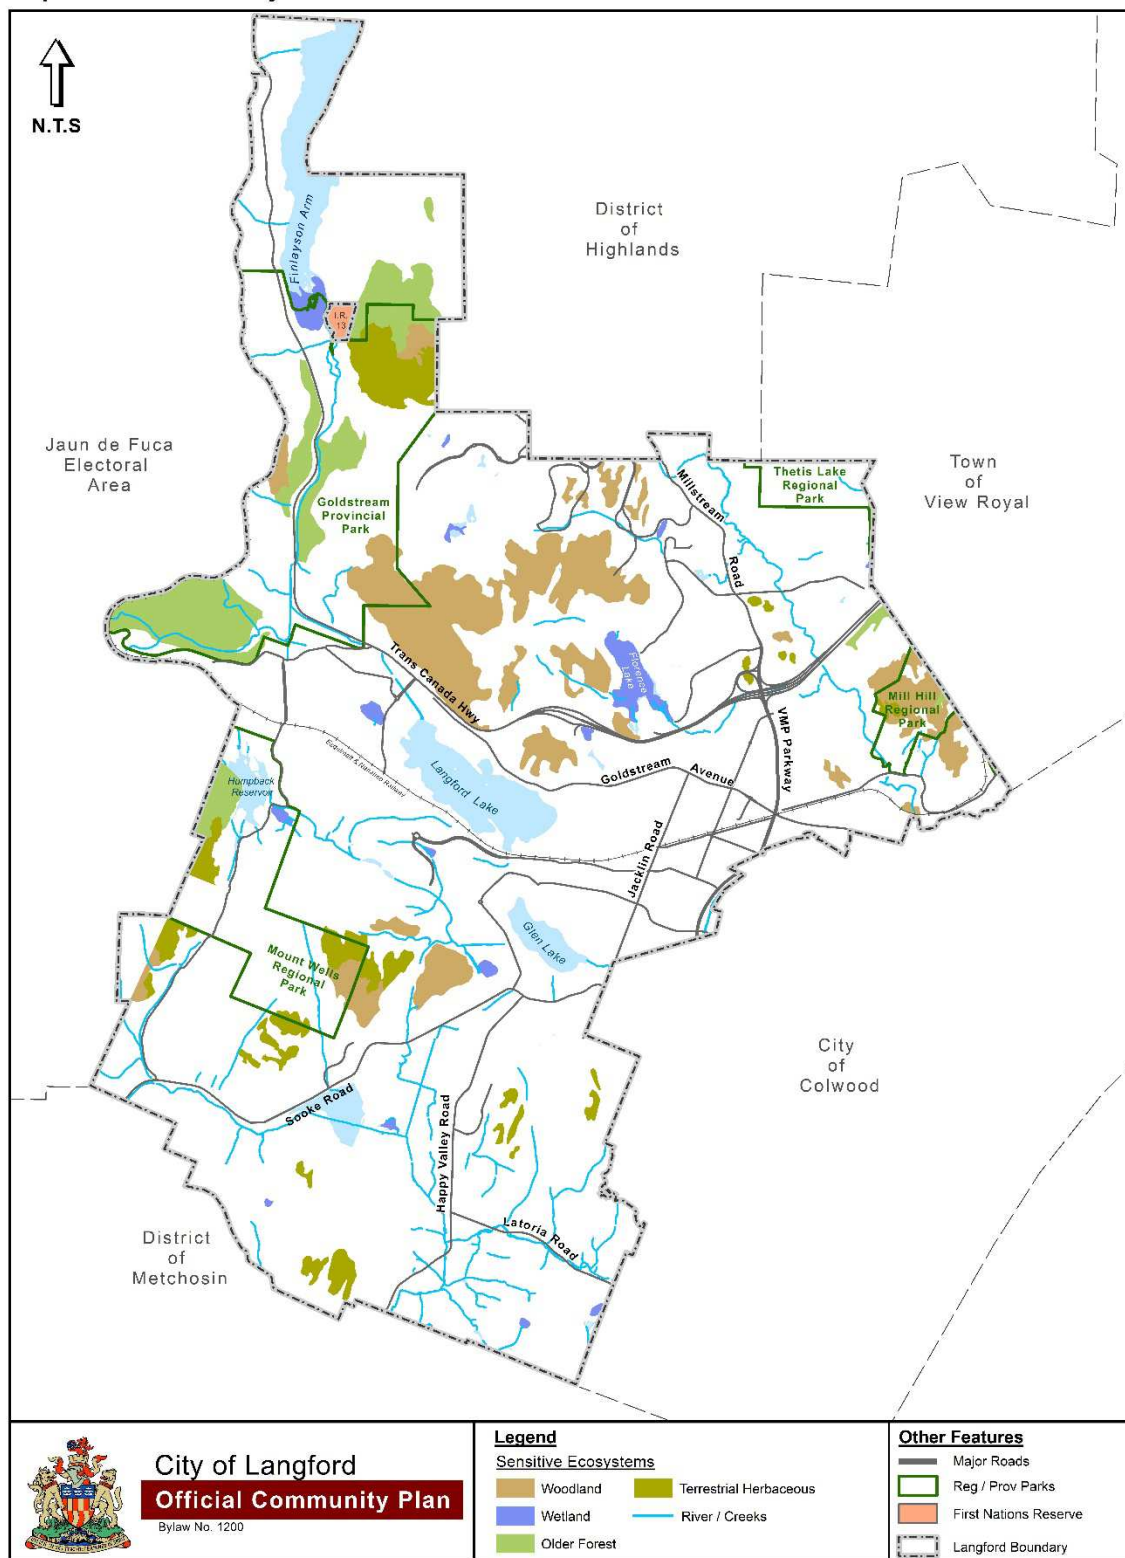 N.T.S
Finlayson Arm
District
of
Highlands
I.R.
13
Jaun de Fuca
Electoral
Area
Goldstream
Provincial
Park
Millstream
Road
Thetis Lake
Regional
Park
Town
of
View Royal
Trans Canada Hwy
Florence
Lake
Mill Hill
Regional
Park
VMP Parkway
Humpback
Reservoir
Esquimalt & Nanaimo Railway
Langford Lake
Goldstream Avenue
Jacklin Road
Glen Lake
Mount Wells
Regional
Park
City
of
Colwood
Sooke Road
Happy Valley Road
Latoria Road
District
of
Metchosin
City of Langford
Official Community Plan
Bylaw No. 1200
Legend
Sensitive Ecosystems
Woodland
Terrestrial Herbaceous
Wetland
River / Creeks
Older Forest
Other Features
Major Roads
Reg / Prov Parks
First Nations Reserve
Langford Boundary